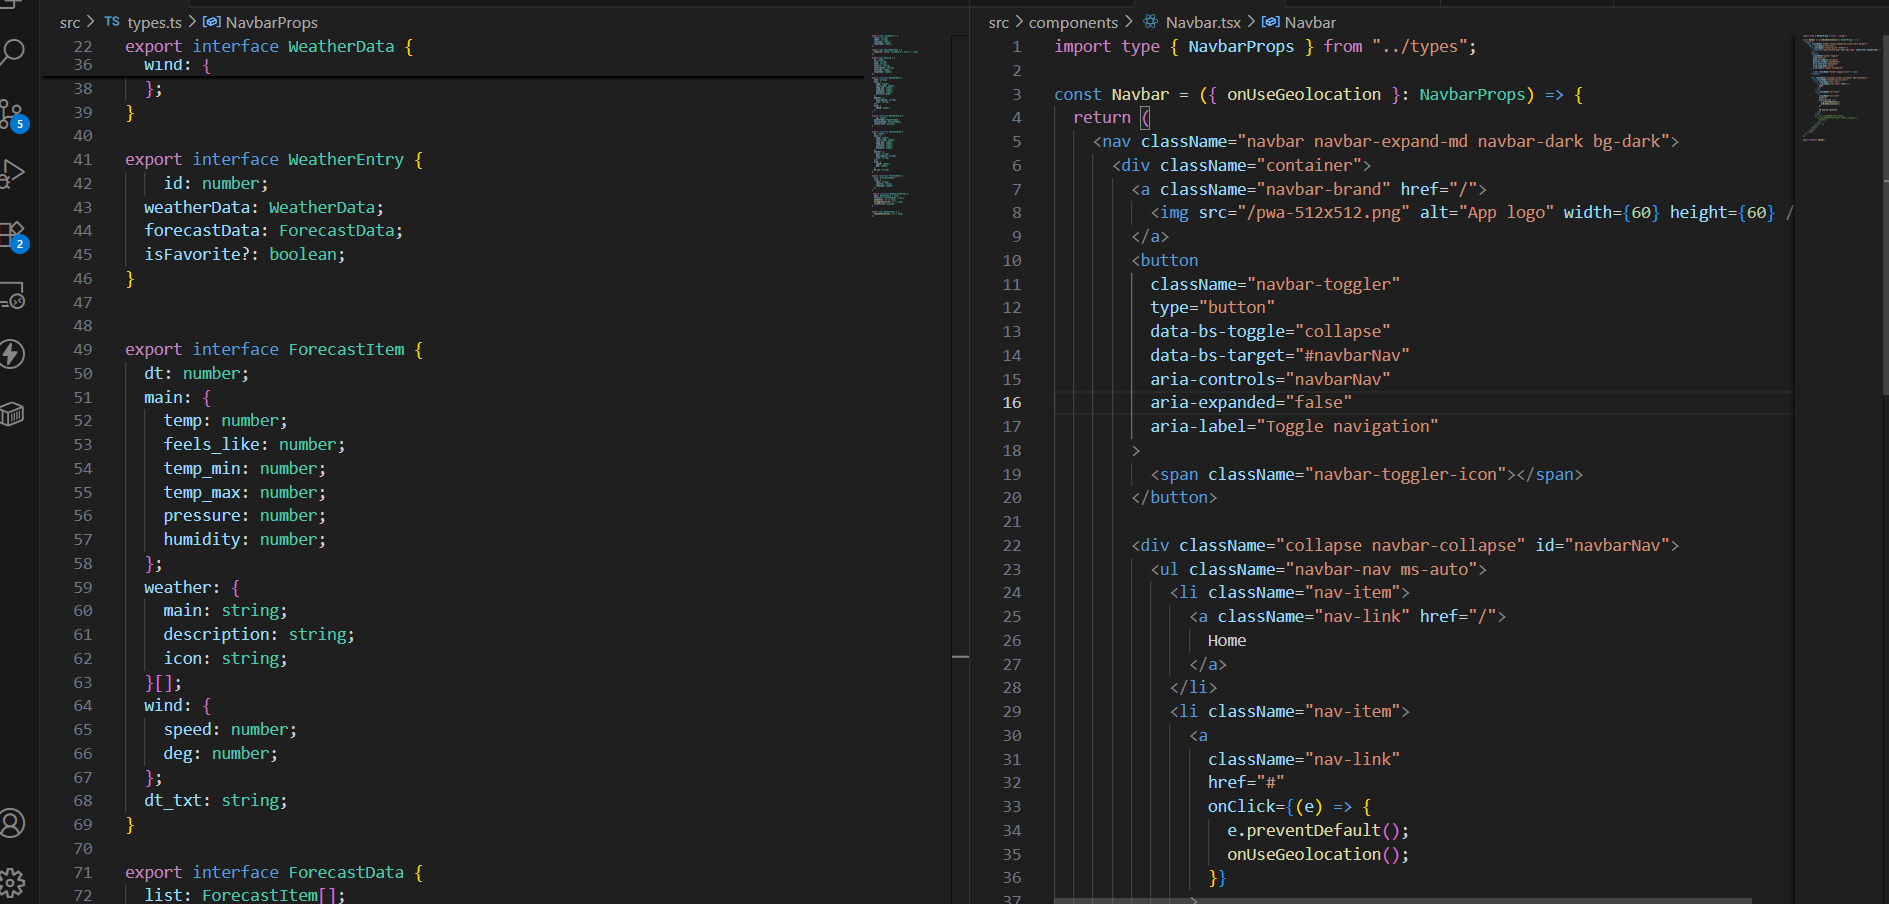 src > TS types.ts > NavbarProps
22 export interface WeatherData {
36 wind: {
38 };
39 }
40
41 export interface WeatherEntry {
42 id: number;
43 weatherData: WeatherData;
44 forecastData: ForecastData;
45 isFavorite?: boolean;
46 }
47
48
49 export interface ForecastItem {
50 dt: number;
51 main: {
52 temp: number;
53 feels_like: number;
54 temp_min: number;
55 temp_max: number;
56 pressure: number;
57 humidity: number;
58 };
59 weather: {
60 main: string;
61 description: string;
62 icon: string;
63 }[];
64 wind: {
65 speed: number;
66 deg: number;
67 };
68 dt_txt: string;
69 }
70
71 export interface ForecastData {
72 list: ForecastItem[];
5
2
src > components > Navbar.tsx > Navbar
1 import type { NavbarProps } from "../types";
2
3 const Navbar = ({ onUseGeolocation }: NavbarProps) => {
4 return (
5 <nav className="navbar navbar-expand-md navbar-dark bg-dark">
6 <div className="container">
7 <a className="navbar-brand" href="/">
8 <img src="/pwa-512x512.png" alt="App logo" width={60} height={60} /
9 </a>
10 <button
11 className="navbar-toggler"
12 type="button"
13 data-bs-toggle="collapse"
14 data-bs-target="#navbarNav"
15 aria-controls="navbarNav"
16 aria-expanded="false"
17 aria-label="Toggle navigation"
18 >
19 <span className="navbar-toggler-icon"></span>
20 </button>
21
22 <div className="collapse navbar-collapse" id="navbarNav">
23 <ul className="navbar-nav ms-auto">
24 <li className="nav-item">
25 <a className="nav-link" href="/">
26 Home
27 </a>
28 </li>
29 <li className="nav-item">
30 <a
31 className="nav-link"
32 href="#"
33 onClick={(e) => {
34 e.preventDefault();
35 onUseGeolocation();
36 }}
37 >